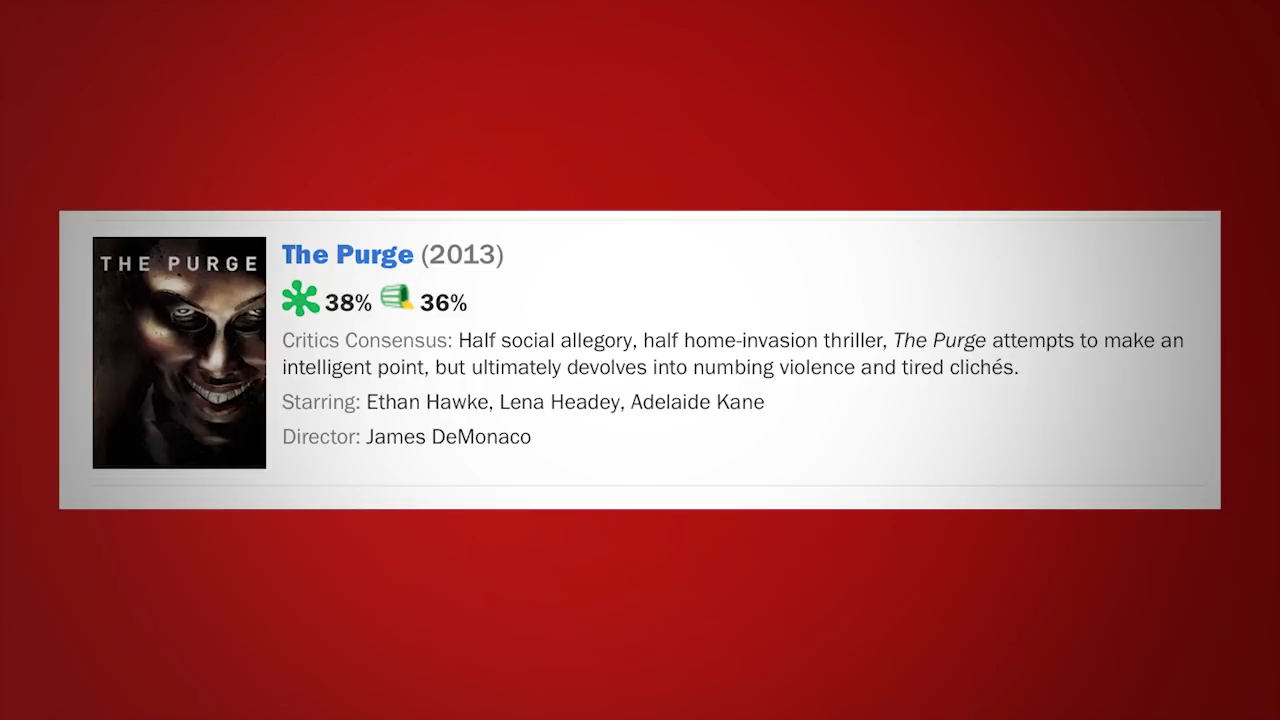 THE PURGE
The Purge (2013)
38% 36%
Critics Consensus: Half social allegory, half home-invasion thriller, The Purge attempts to make an
intelligent point, but ultimately devolves into numbing violence and tired clichés.
Starring: Ethan Hawke, Lena Headey, Adelaide Kane
Director: James DeMonaco